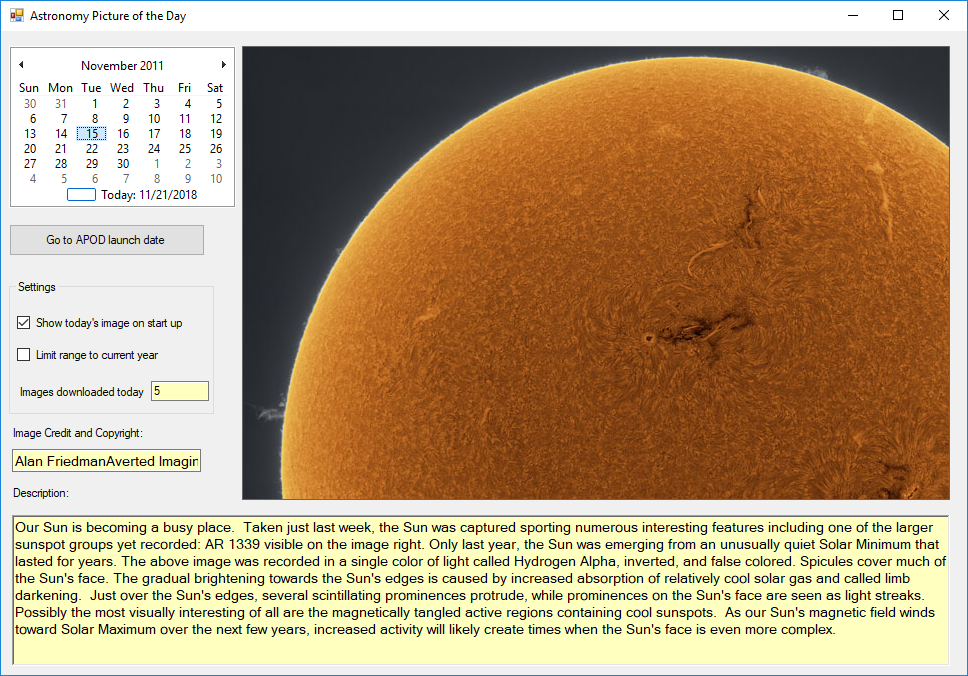 Astronomy Picture of the Day
November 2011
Sun Mon Tue Wed Thu Fri Sat
30 31 1 2 3 4 5
6 7 8 9 10 11 12
13 14 15 16 17 18 19
20 21 22 23 24 25 26
27 28 29 30 1 2 3
4 5 6 7 8 9 10
Today: 11/21/2018
Go to APOD launch date
Settings
Show today's image on start up
Limit range to current year
Images downloaded today 5
Image Credit and Copyright:
Alan FriedmanAverted Imagin
Description:
Our Sun is becoming a busy place.  Taken just last week, the Sun was captured sporting numerous interesting features including one of the larger
sunspot groups yet recorded: AR 1339 visible on the image right. Only last year, the Sun was emerging from an unusually quiet Solar Minimum that
lasted for years. The above image was recorded in a single color of light called Hydrogen Alpha, inverted, and false colored. Spicules cover much of
the Sun's face. The gradual brightening towards the Sun's edges is caused by increased absorption of relatively cool solar gas and called limb
darkening.  Just over the Sun's edges, several scintillating prominences protrude, while prominences on the Sun's face are seen as light streaks.
Possibly the most visually interesting of all are the magnetically tangled active regions containing cool sunspots.  As our Sun's magnetic field winds
toward Solar Maximum over the next few years, increased activity will likely create times when the Sun's face is even more complex.